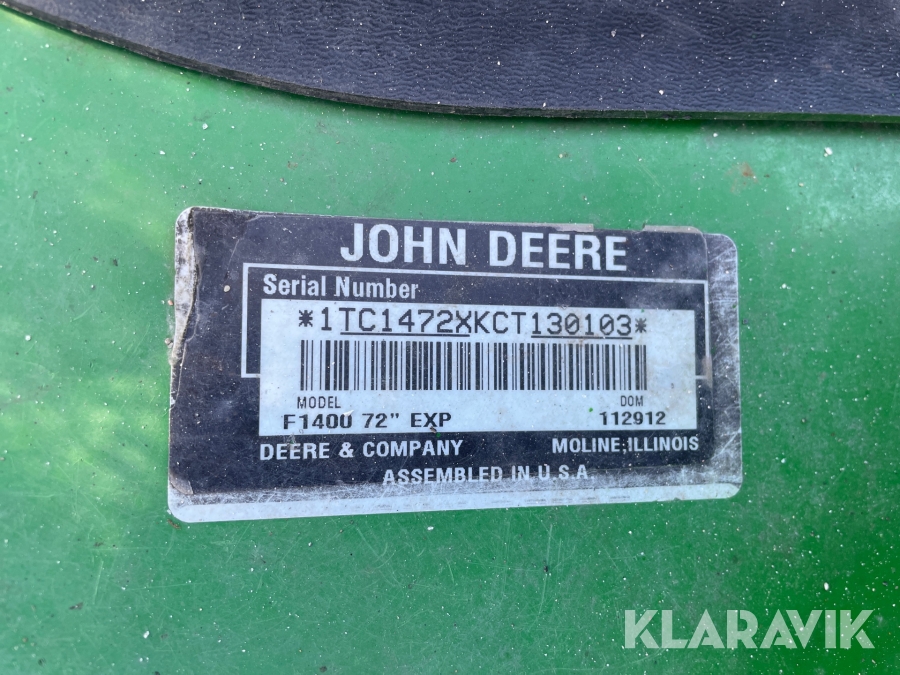 JOHN DEERE
Serial Number
*1TC1472XKCT130103*
MODEL DOM
F1400 72" EXP 112912
DEERE & COMPANY MOLINE, ILLINOIS
ASSEMBLED IN U.S.A.
KLARAVIK